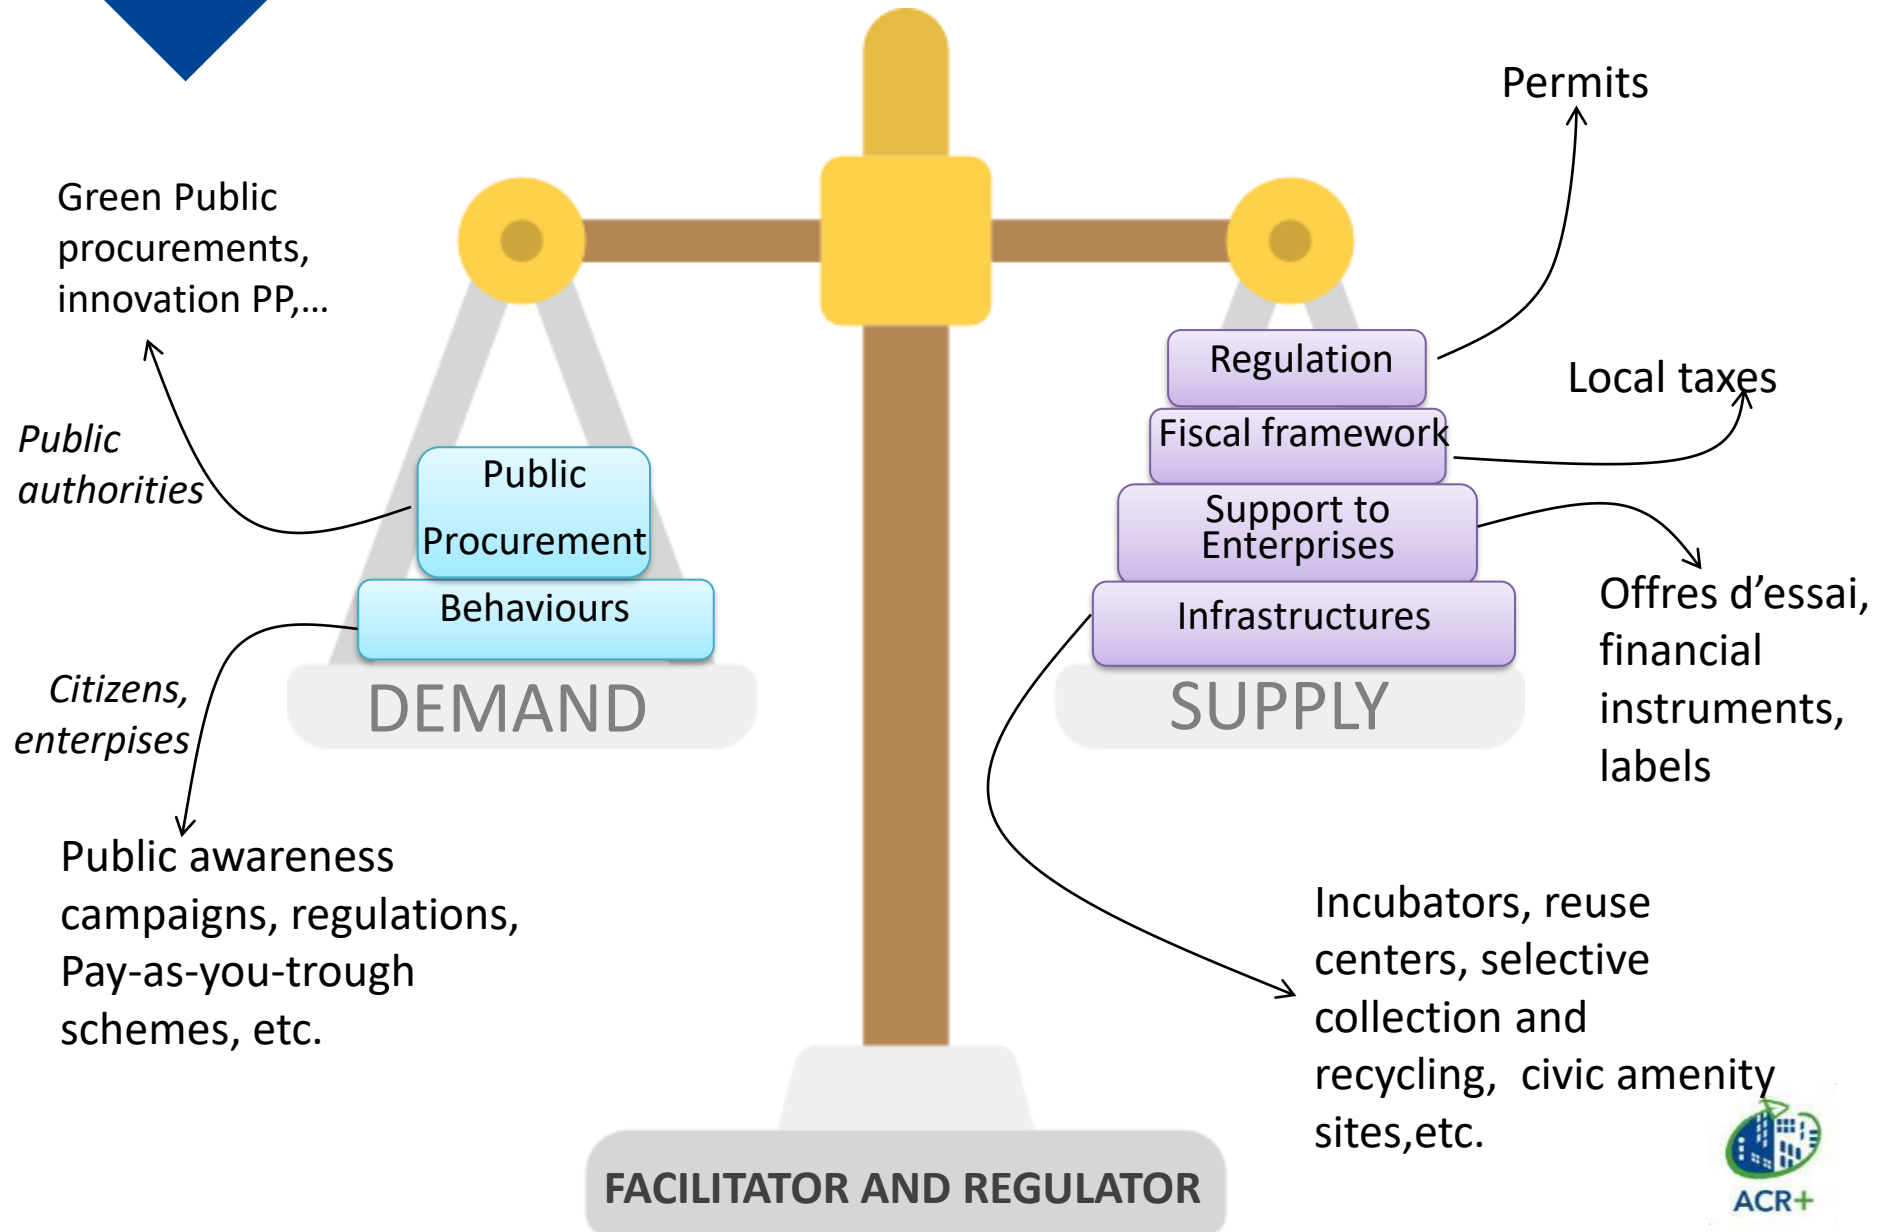 Permits
Green Public
procurements,
innovation PP,...
Regulation
Local taxes
Fiscal framework
Public
authorities
Public
Procurement
Support to
Enterprises
Behaviours
Infrastructures
Offres d’essai,
financial
instruments,
labels
Citizens,
enterpises
DEMAND
SUPPLY
Public awareness
campaigns, regulations,
Pay-as-you-trough
schemes, etc.
Incubators, reuse
centers, selective
collection and
recycling,  civic amenity
sites,etc.
FACILITATOR AND REGULATOR
ACR+